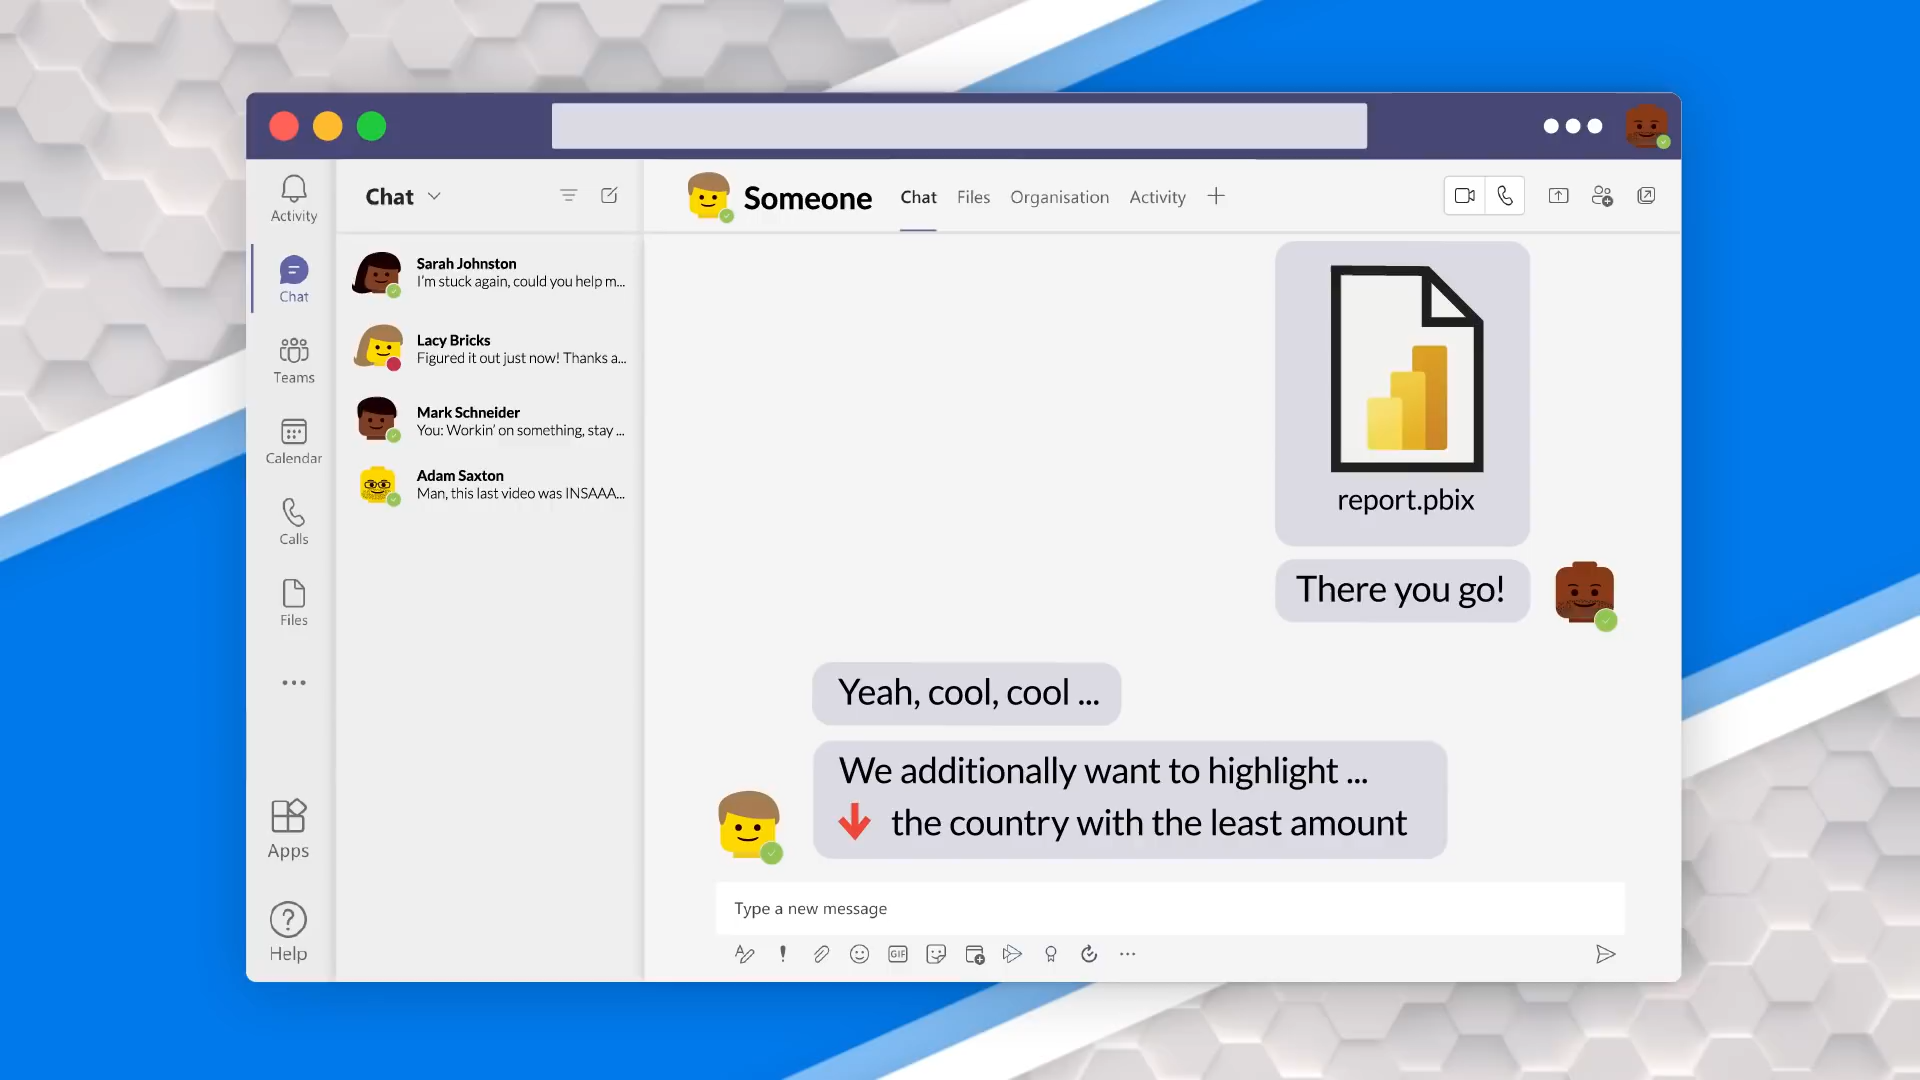 Activity
Chat
Teams
Calendar
Calls
Files
Apps
Help
Chat
Sarah Johnston
I'm stuck again, could you help m...
Lacy Bricks
Figured it out just now! Thanks a...
Mark Schneider
You: Workin' on something, stay ...
Adam Saxton
Man, this last video was INSAAA...
Someone
Chat Files Organisation Activity
report.pbix
There you go!
Yeah, cool, cool ...
We additionally want to highlight ...
the country with the least amount
Type a new message
GIF